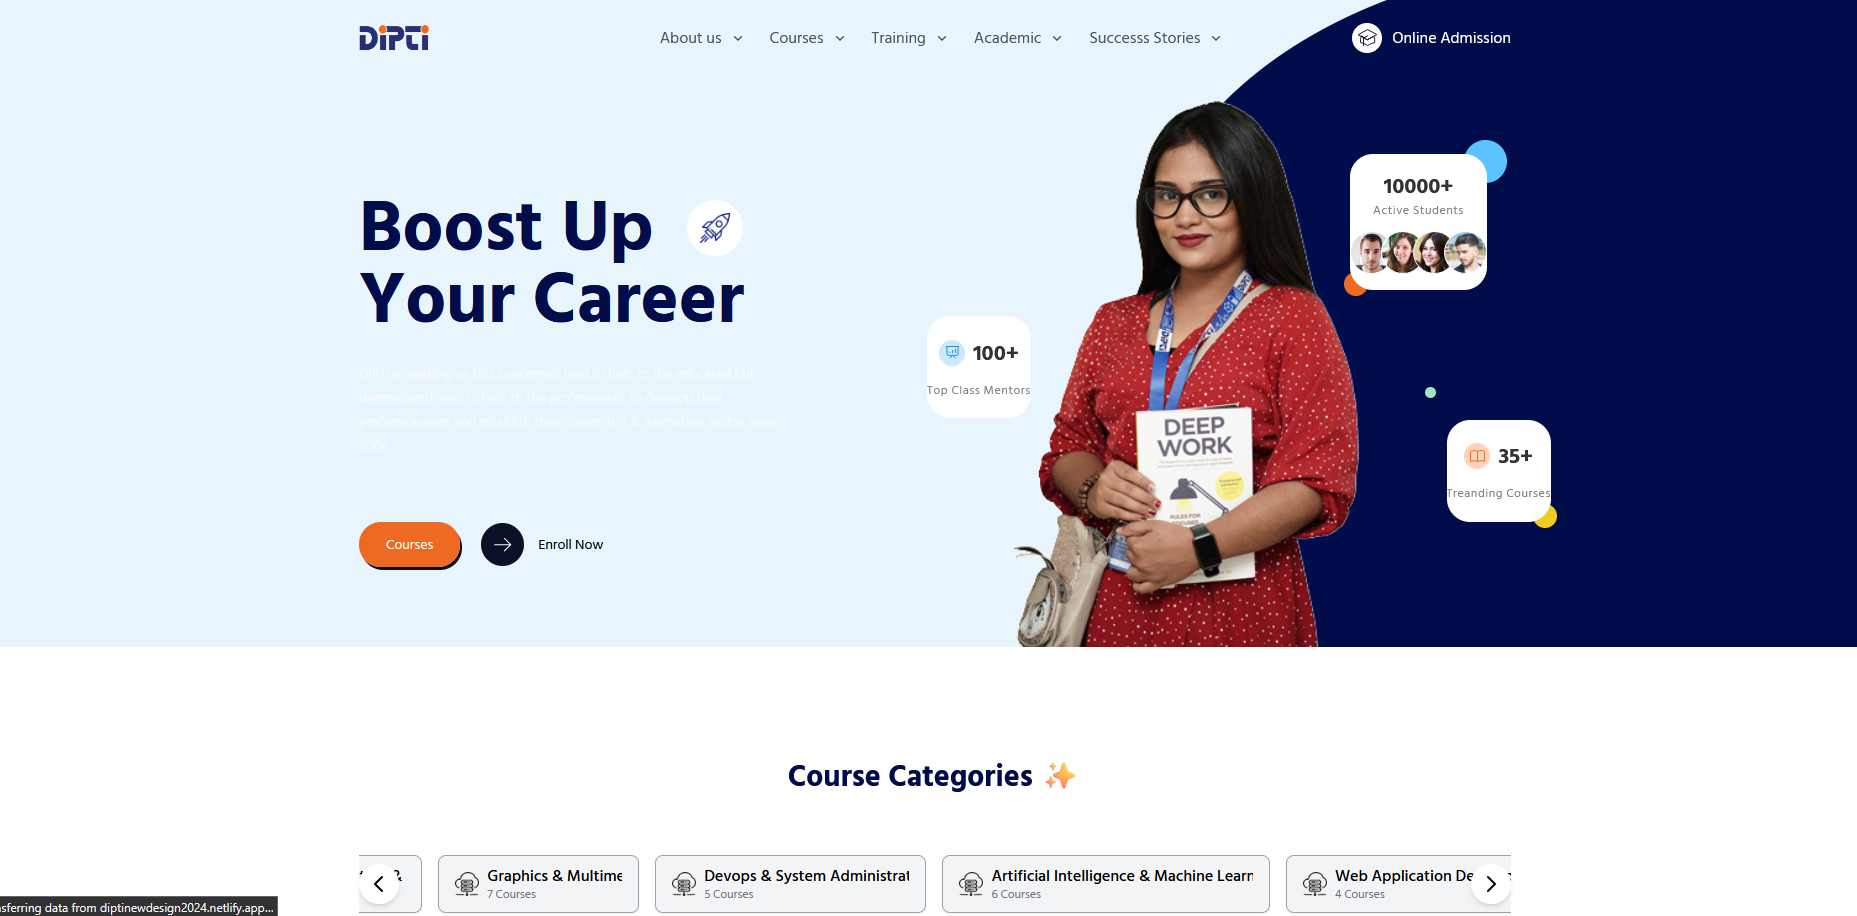 DIPTI
About us
Courses
Training
Academic
Successs Stories
Online Admission
Boost Up
Your Career
DIPTI is working on this concerned field to help to the educated but
unemployed, also to help to the professionals to develop their
professionalism and establish their career in IT & Animation sector since
2004.
Courses
Enroll Now
100+
Top Class Mentors
10000+
Active Students
35+
Treanding Courses
DEEP
WORK
RULES FOR
FOCUSED
Course Categories
&
Graphics & Multime
7 Courses
Devops & System Administrat
5 Courses
Artificial Intelligence & Machine Learn
6 Courses
Web Application De
4 Courses
nsferring data from diptinewdesign2024.netlify.app...